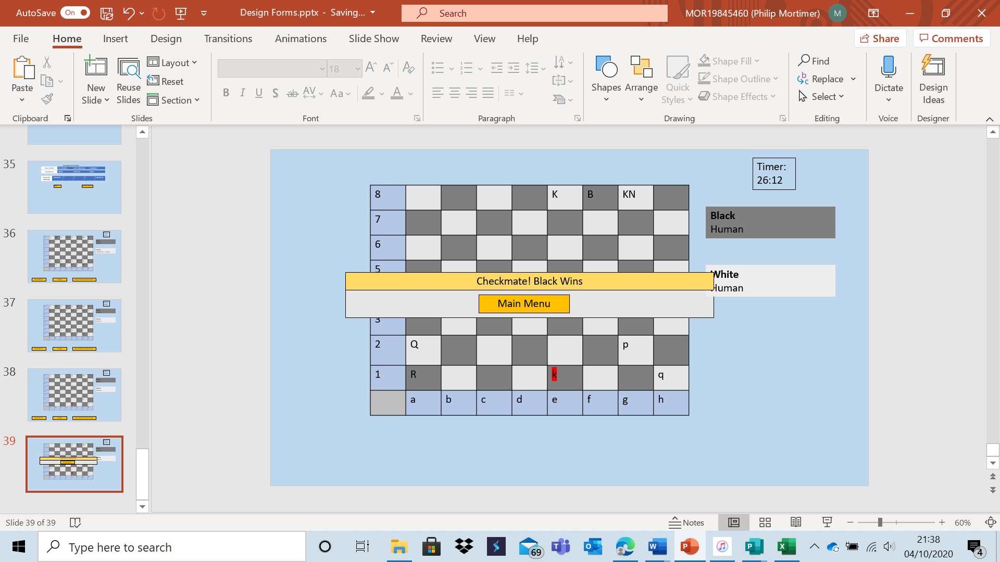 AutoSave On
Design Forms.pptx - Saving...
Search
MOR19845460 (Philip Mortimer) M
File Home Insert Design Transitions Animations Slide Show Review View Help
Share Comments
Paste
Clipboard
New Slide
Reuse Slides
Layout
Reset
Section
Slides
18
B I U S ab AV Aa A
Font
Paragraph
Shapes
Arrange
Quick Styles
Shape Fill
Shape Outline
Shape Effects
Drawing
Find
Replace
Select
Editing
Dictate
Voice
Design Ideas
Designer
35
36
37
38
39
Timer:
26:12
8 K B KN
7
6
5
Checkmate! Black Wins
Main Menu
3
2 Q p
1 R k q
a b c d e f g h
Black
Human
White
Human
Slide 39 of 39
Notes
60%
Type here to search
69
21:38
04/10/2020
4